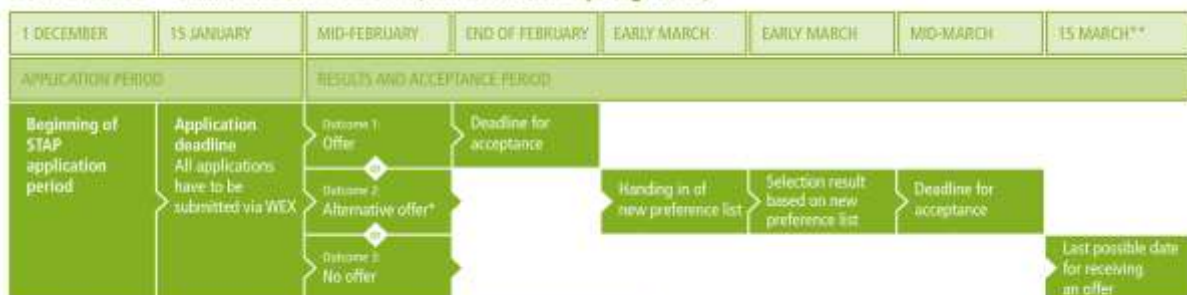 1 DECEMBER
15 JANUARY
MID-FEBRUARY
END OF FEBRUARY
EARLY MARCH
EARLY MARCH
MID-MARCH
15 MARCH**
APPLICATION PERIOD
RESULTS AND ACCEPTANCE PERIOD
Beginning of
STAP
application
period
Application
deadline
All applications
have to be
submitted via WEX
Outcome 1:
Offer
or
Outcome 2:
Alternative offer*
or
Outcome 3:
No offer
Deadline for
acceptance
Handing in of
new preference list
Selection result
based on new
preference list
Deadline for
acceptance
Last possible date
for receiving
an offer